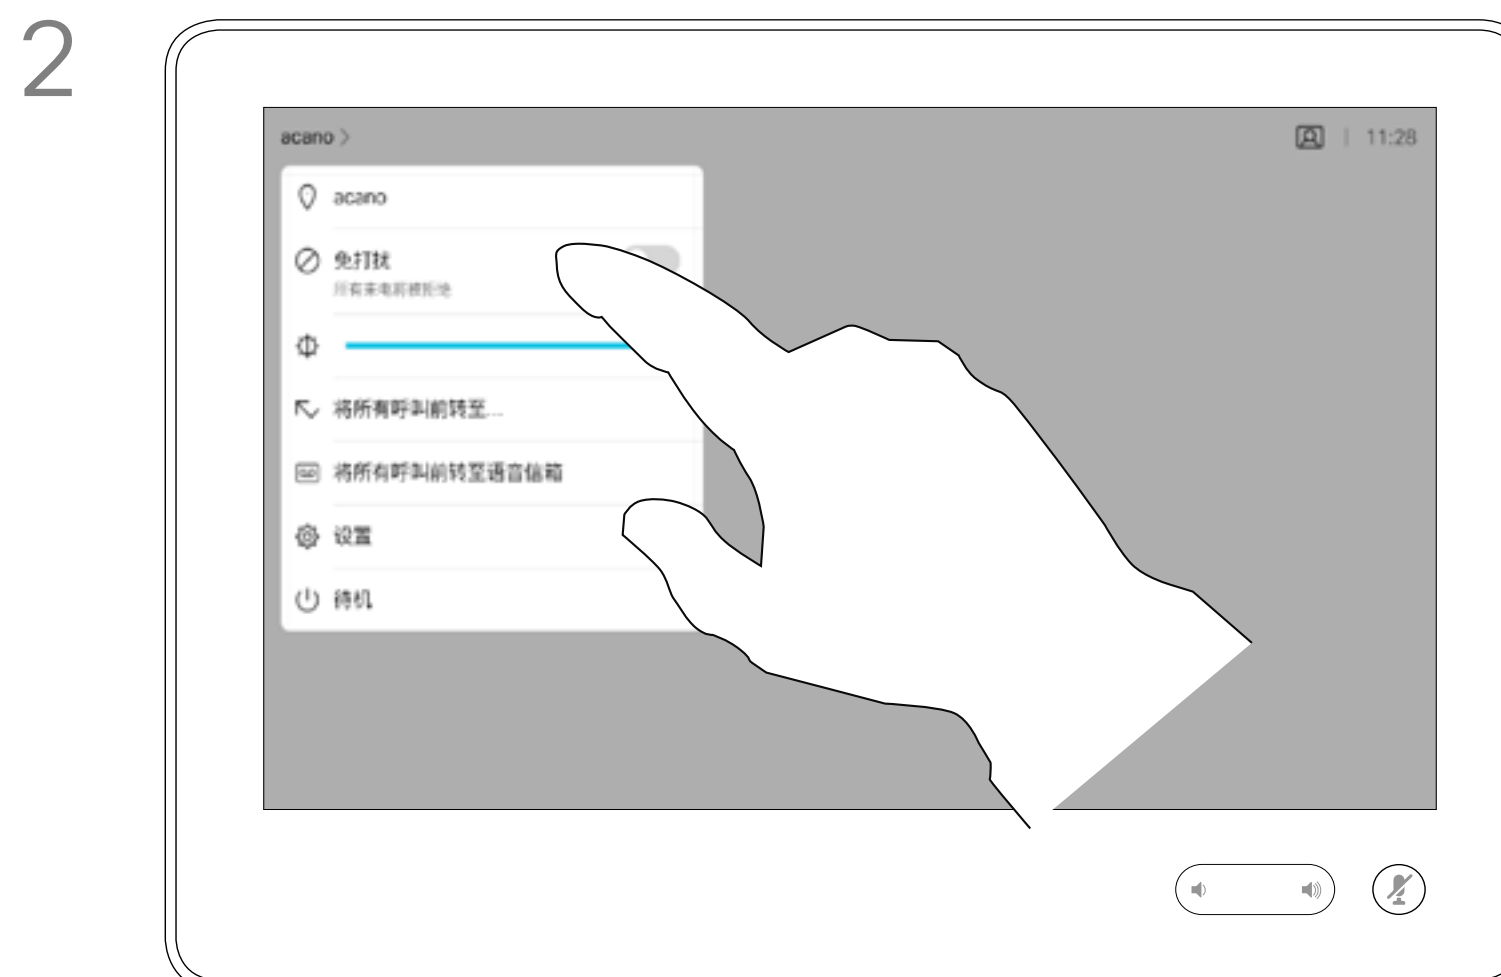 2
acano
11:28
acano
免打扰
所有来电将被拒绝
将所有呼叫前转至...
将所有呼叫前转至语音信箱
设置
待机